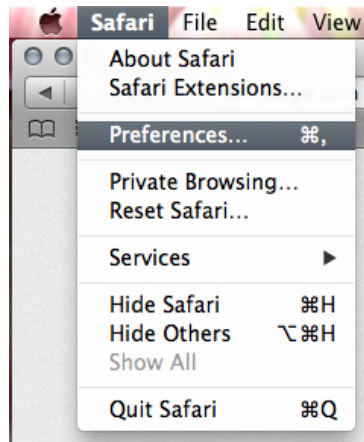 Safari File Edit View
About Safari
Safari Extensions...
Preferences... ⌘,
Private Browsing...
Reset Safari...
Services ▶
Hide Safari ⌘H
Hide Others ⌥⌘H
Show All
Quit Safari ⌘Q